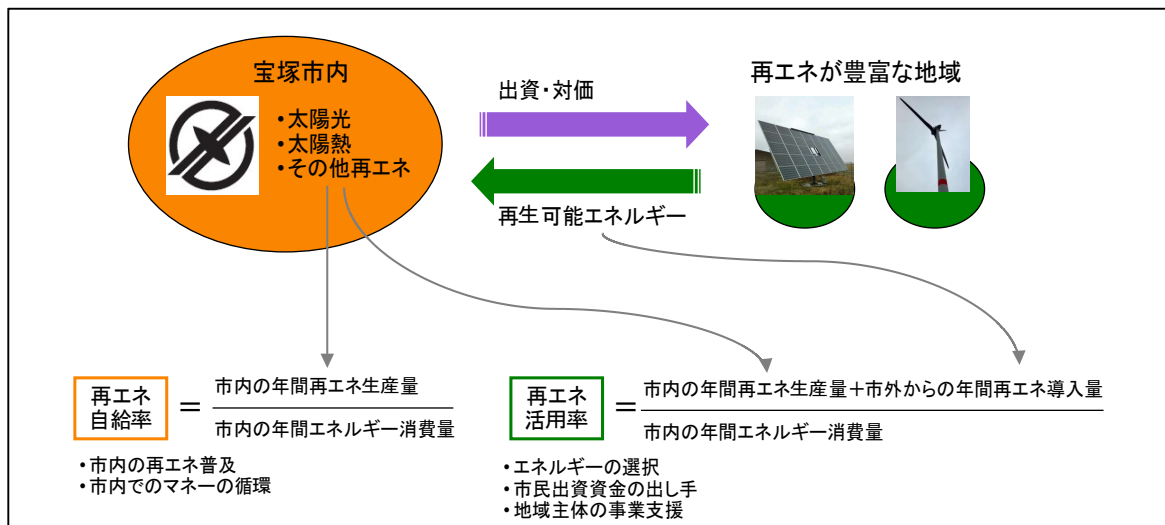 宝塚市内
・太陽光
・太陽熱
・その他再エネ
出資・対価
再生可能エネルギー
再エネが豊富な地域
再エネ
自給率
=
市内の年間再エネ生産量
市内の年間エネルギー消費量
・市内の再エネ普及
・市内でのマネーの循環
再エネ
活用率
=
市内の年間再エネ生産量+市外からの年間再エネ導入量
市内の年間エネルギー消費量
・エネルギーの選択
・市民出資資金の出し手
・地域主体の事業支援